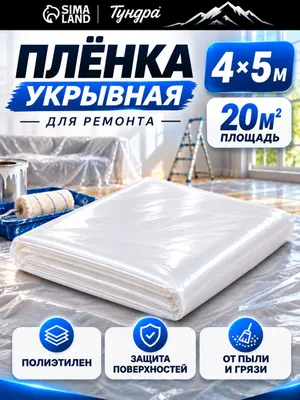 SIMA LAND Тундра
ПЛЁНКА
УКРЫВНАЯ
ДЛЯ РЕМОНТА
4×5м
20м²
ПЛОЩАДЬ
ПОЛИЭТИЛЕН
ЗАЩИТА
ПОВЕРХНОСТЕЙ
ОТ ПЫЛИ
И ГРЯЗИ